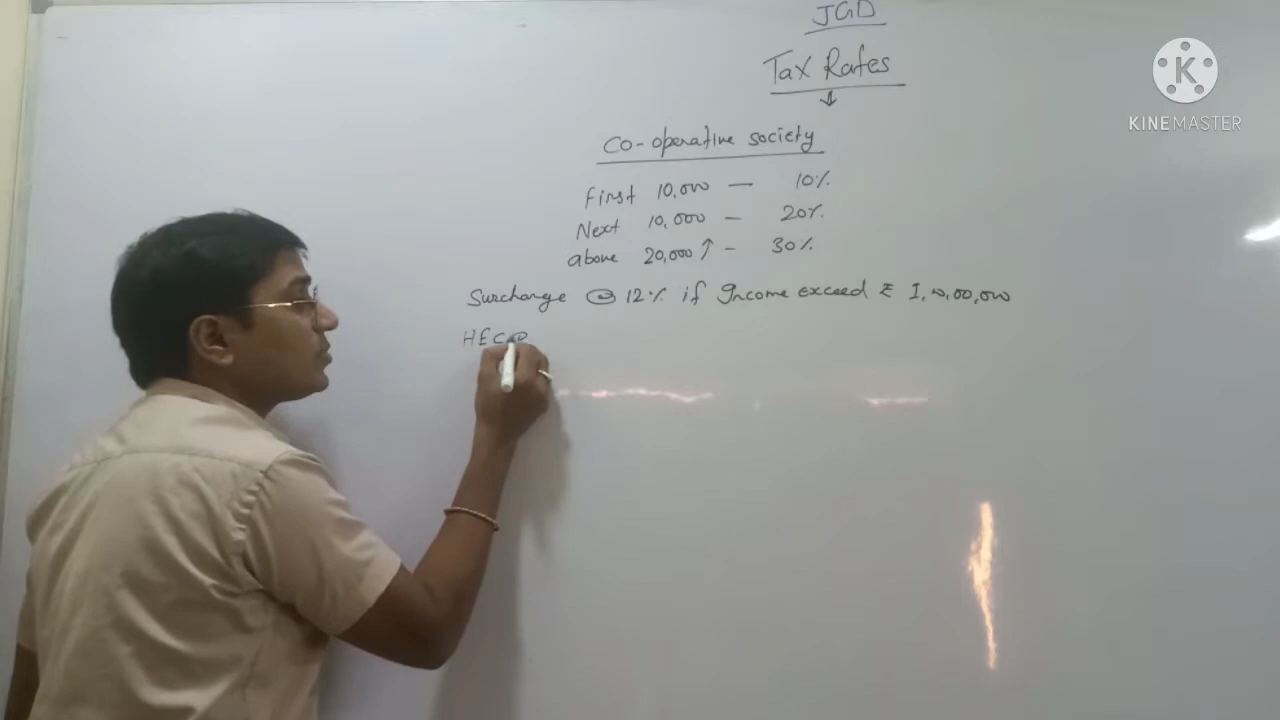 JGD
Tax Rates
Co-operative society
First 10,000 — 10%
Next 10,000 - 20%.
above 20,000 ↑ - 30%
Surcharge @ 12% if Income exceed ₹ 1,00,00,000
HEC @
KINEMASTER